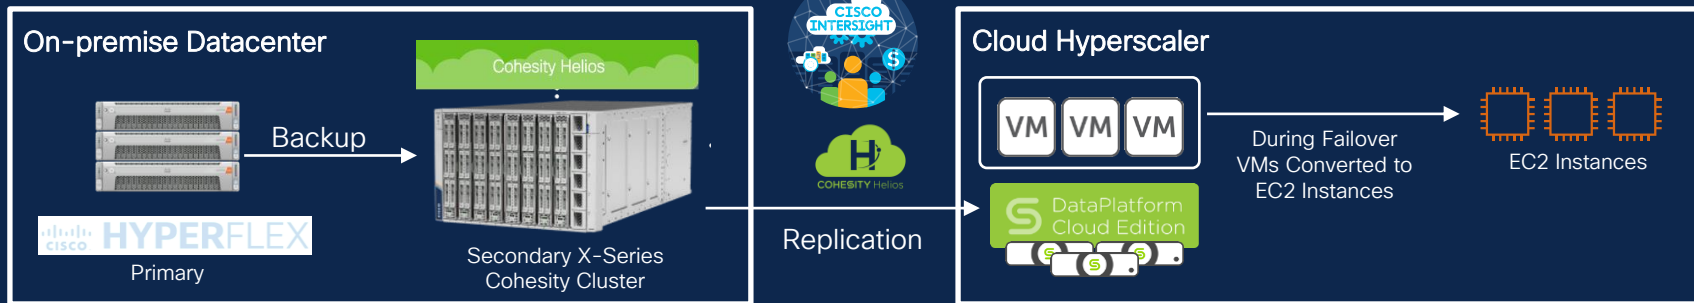 On-premise Datacenter
Cohesity Helios
Backup
CISCO
HYPERFLEX
Primary
Secondary X-Series
Cohesity Cluster
CISCO
INTERSIGHT
S
H
COHESITY Helios
Replication
Cloud Hyperscaler
VM VM VM
During Failover
VMs Converted to
EC2 Instances
EC2 Instances
S DataPlatform
Cloud Edition
S S S